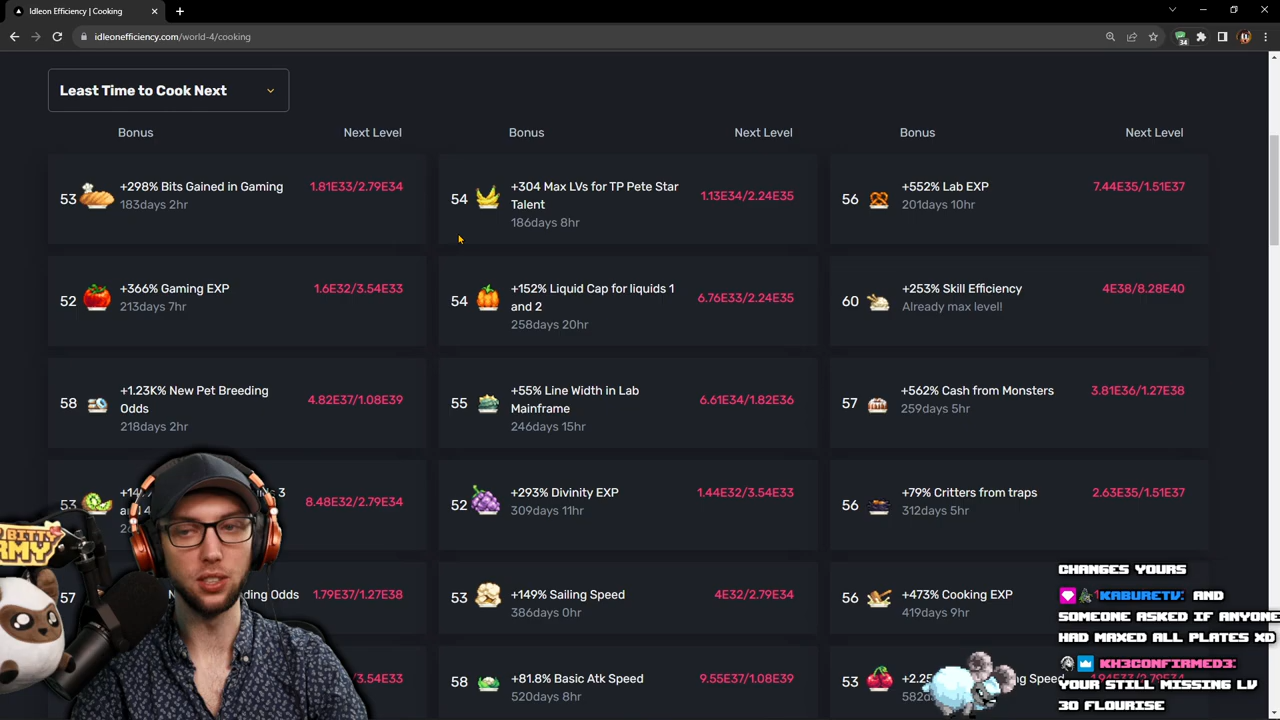 Idleon Efficiency | Cooking
idleonefficiency.com/world-4/cooking
34
Least Time to Cook Next
Bonus Next Level Bonus Next Level Bonus Next Level
53 +298% Bits Gained in Gaming 1.81E33/2.79E34
183days 2hr
54 +304 Max LVs for TP Pete Star
Talent 1.13E34/2.24E35
186days 8hr
56 +552% Lab EXP 7.44E35/1.51E37
201days 10hr
52 +366% Gaming EXP 1.6E32/3.54E33
213days 7hr
54 +152% Liquid Cap for liquids 1
and 2 6.76E33/2.24E35
258days 20hr
60 +253% Skill Efficiency 4E38/8.28E40
Already max level!
58 +1.23K% New Pet Breeding
Odds 4.82E37/1.08E39
218days 2hr
55 +55% Line Width in Lab
Mainframe 6.61E34/1.82E36
246days 15hr
57 +562% Cash from Monsters 3.81E36/1.27E38
259days 5hr
53 3
8.48E32/2.79E34
52 +293% Divinity EXP 1.44E32/3.54E33
309days 11hr
56 +79% Critters from traps 2.63E35/1.51E37
312days 5hr
57 Odds 1.79E37/1.27E38
53 +149% Sailing Speed 4E32/2.79E34
386days 0hr
56 +473% Cooking EXP
419days 9hr
3.54E33
58 +81.8% Basic Atk Speed 9.55E37/1.08E39
520days 8hr
53 Speed
BITTY
CHANGES YOURS
KABURETV: AND
SOMEONE ASKED IF ANYONE
HAD MAXED ALL PLATES XD
KH3CONFIRMED3:
YOUR STILL MISSING LV
30 FLOURISE